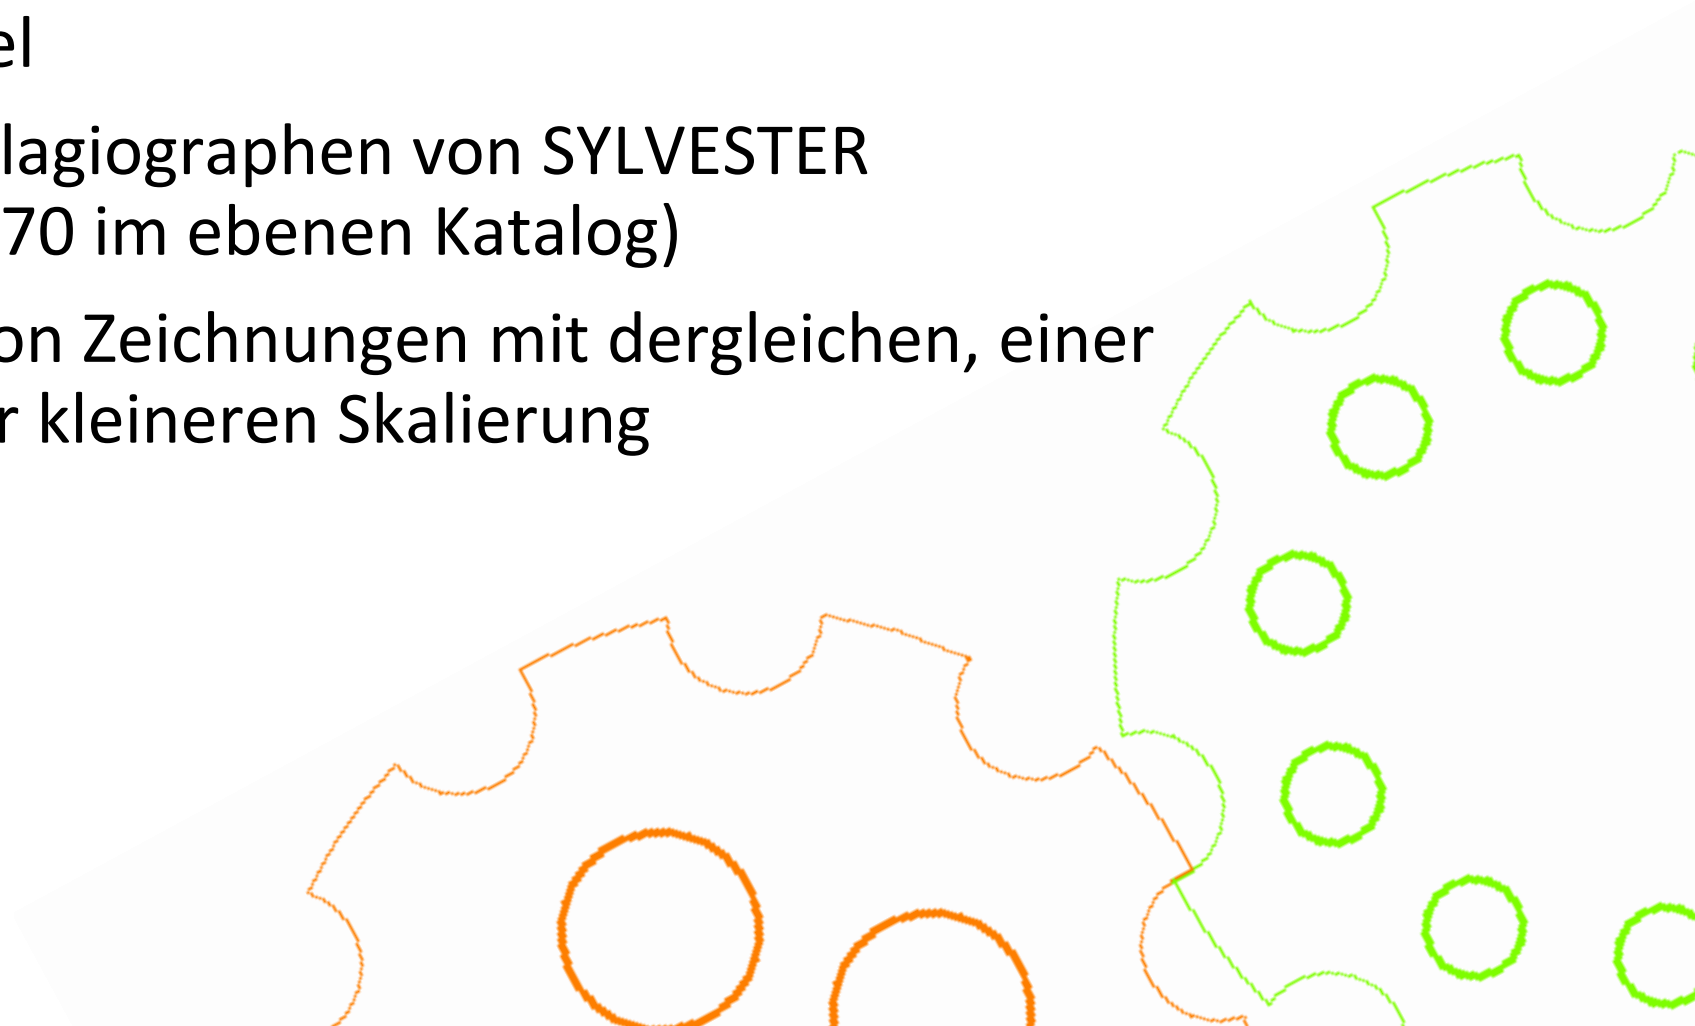 el
lagiographen von SYLVESTER
70 im ebenen Katalog)
on Zeichnungen mit dergleichen, einer
r kleineren Skalierung